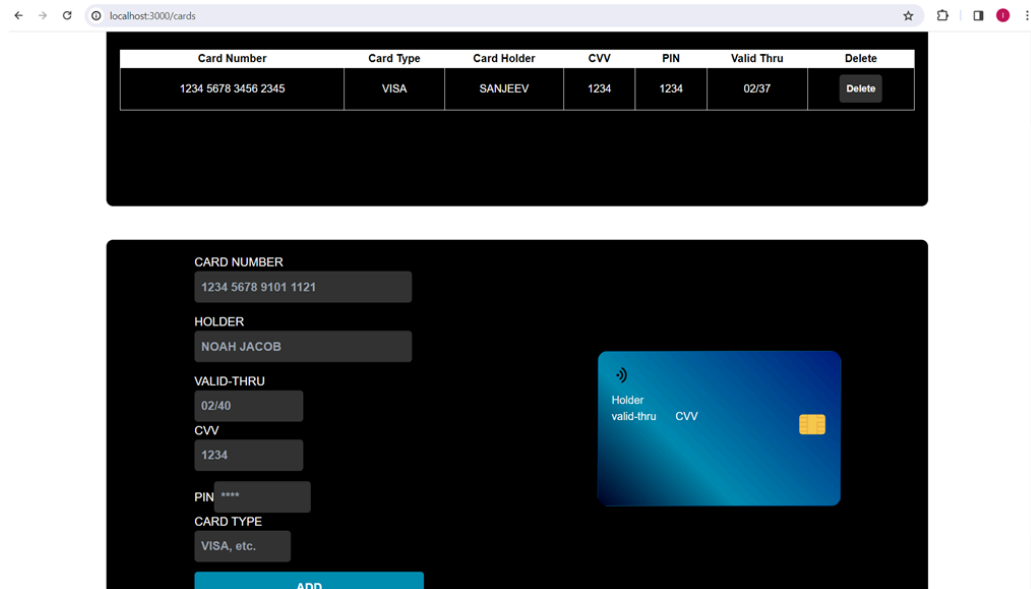 localhost:3000/cards
Card Number Card Type Card Holder CVV PIN Valid Thru Delete
1234 5678 3456 2345 VISA SANJEEV 1234 1234 02/37 Delete
CARD NUMBER
1234 5678 9101 1121
HOLDER
NOAH JACOB
VALID-THRU
02/40
CVV
1234
PIN ****
CARD TYPE
VISA, etc.
ADD
Holder
valid-thru CVV